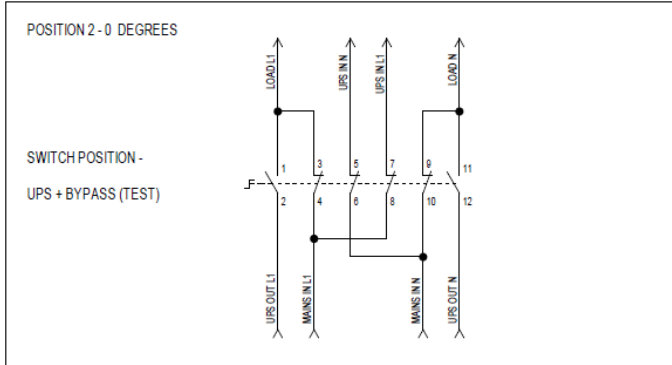 POSITION 2 - 0 DEGREES
LOAD L1
UPS IN N
UPS IN L1
LOAD N
SWITCH POSITION -
UPS + BYPASS (TEST)
1 3 5 7 9 11
2 4 6 8 10 12
UPS OUT L1
MAINS IN L1
MAINS IN N
UPS OUT N